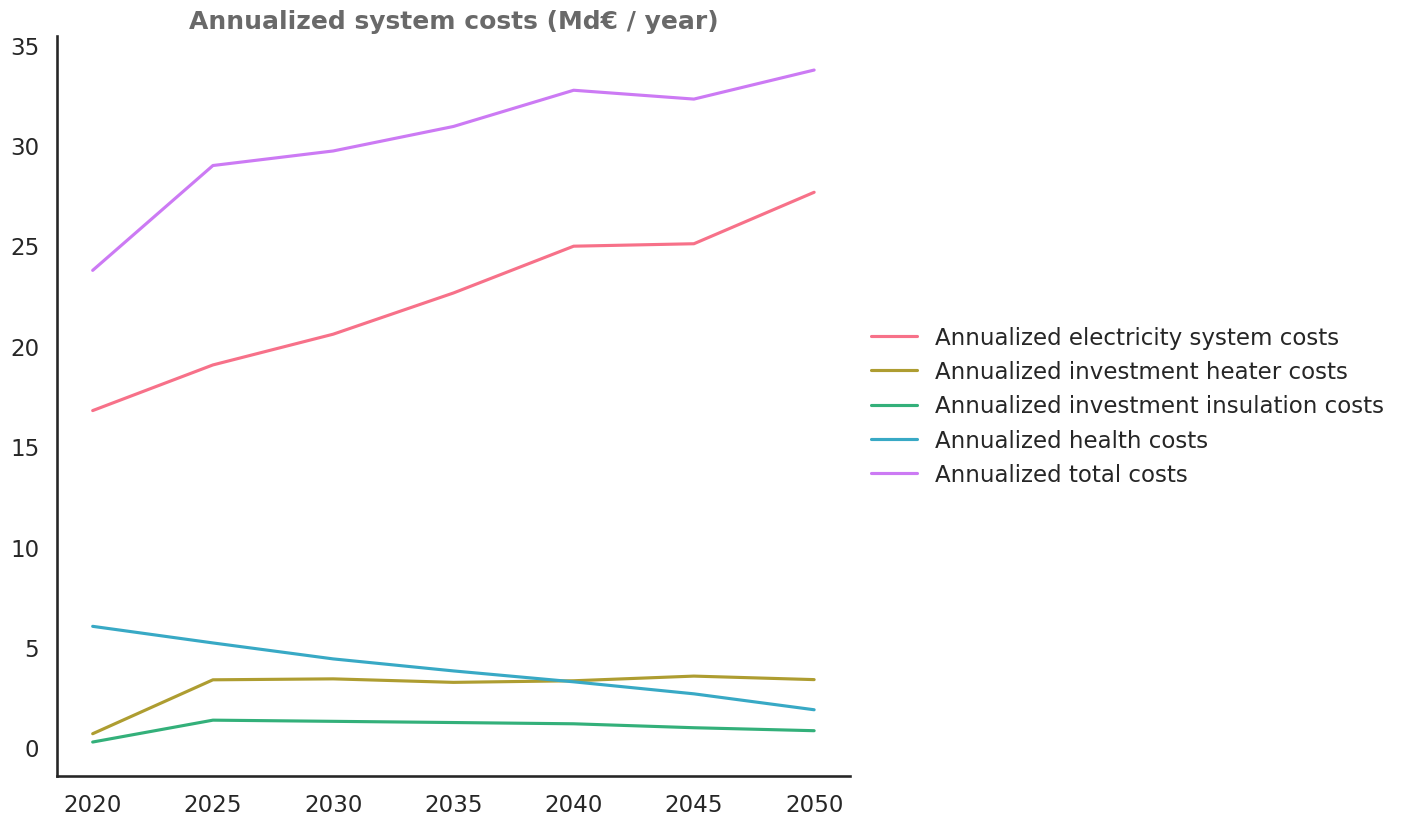 Annualized system costs (Md€ / year)
35
30
25
20
15
10
5
0
2020 2025 2030 2035 2040 2045 2050
Annualized electricity system costs
Annualized investment heater costs
Annualized investment insulation costs
Annualized health costs
Annualized total costs